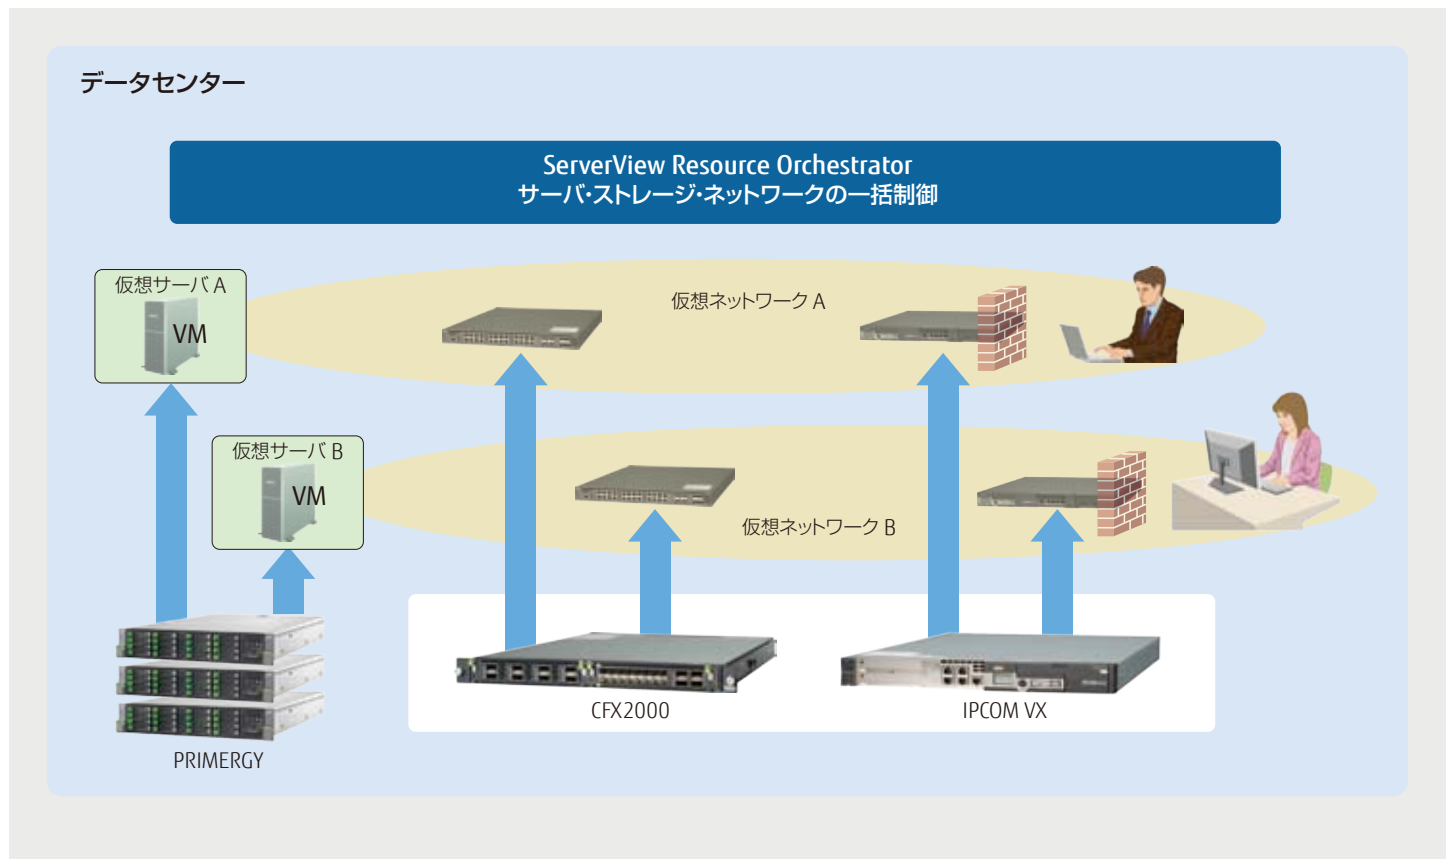 データセンター
ServerView Resource Orchestrator
サーバ・ストレージ・ネットワークの一括制御
仮想サーバ A
VM
仮想ネットワーク A
仮想サーバ B
VM
仮想ネットワーク B
CFX2000
IPCOM VX
PRIMERGY